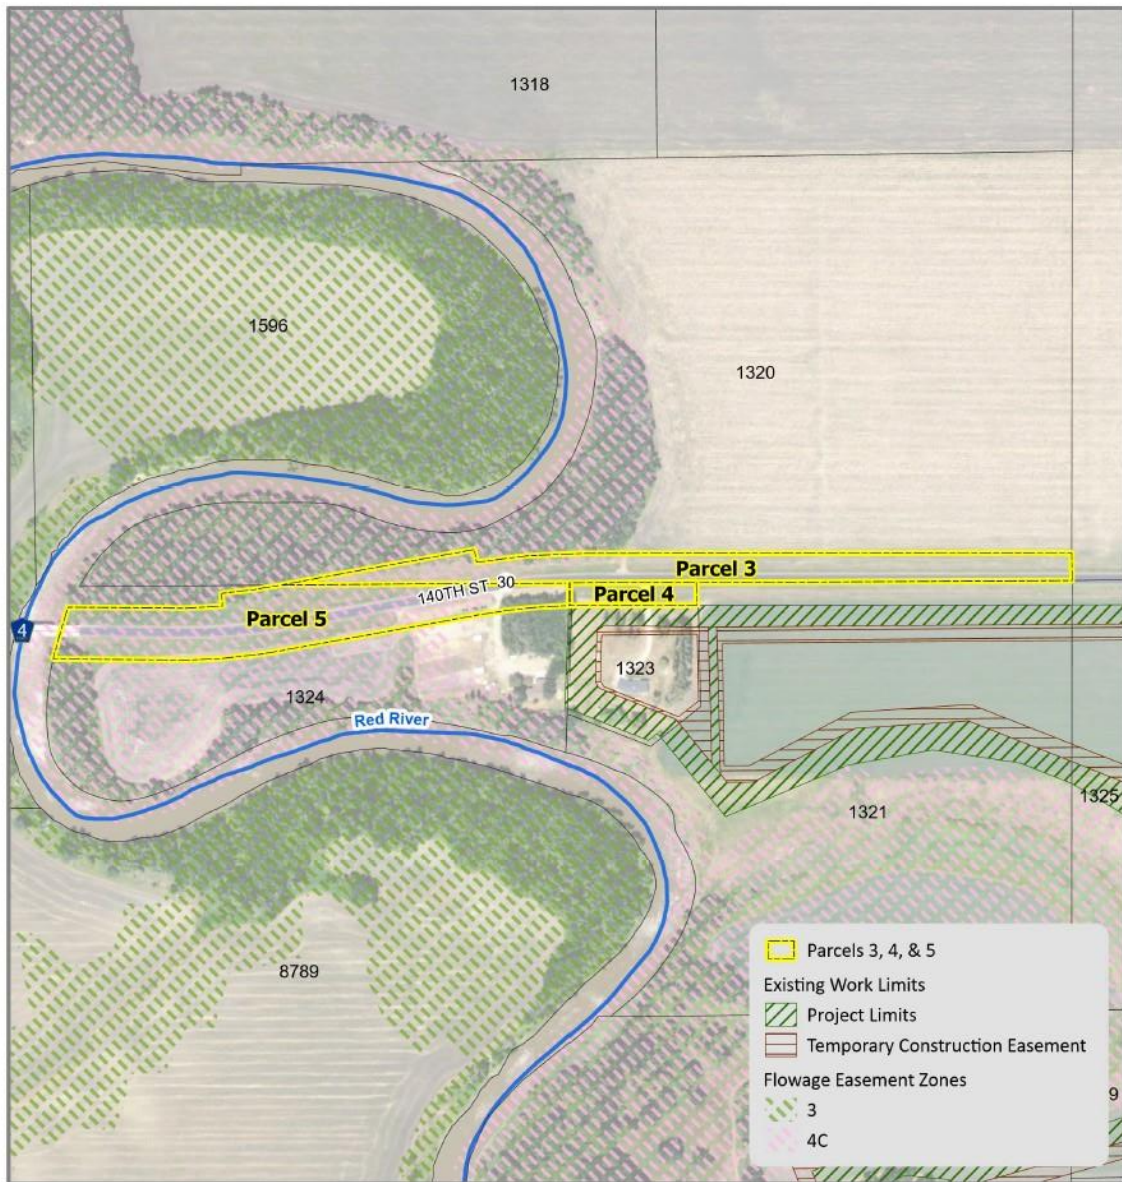 1318
1596
1320
Parcel 3
140TH ST 30
Parcel 4
Parcel 5
4
1323
1324
Red River
1325
1321
8789
Parcels 3, 4, & 5
Existing Work Limits
Project Limits
Temporary Construction Easement
Flowage Easement Zones
3
4C
9